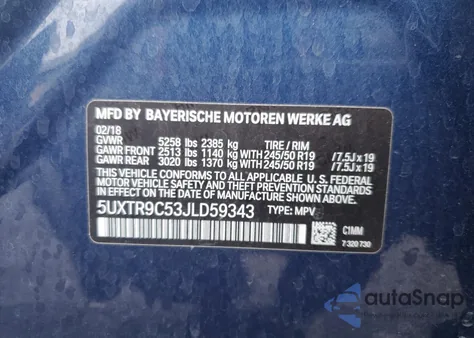 MFD BY BAYERISCHE MOTOREN WERKE AG
02/18
GVWR 5258 lbs 2385 kg TIRE / RIM
GAWR FRONT 2513 lbs 1140 kg WITH 245/50 R19 /7.5J x 19
GAWR REAR 3020 lbs 1370 kg WITH 245/50 R19 /7.5J x 19
THIS VEHICLE CONFORMS TO ALL APPLICABLE U.S. FEDERAL
MOTOR VEHICLE SAFETY STANDARDS IN EFFECT ON THE DATE
OF MANUFACTURE SHOWN ABOVE.
5UXTR9C53JLD59343 TYPE: MPV
C1MM
7 320 730
autoSnap